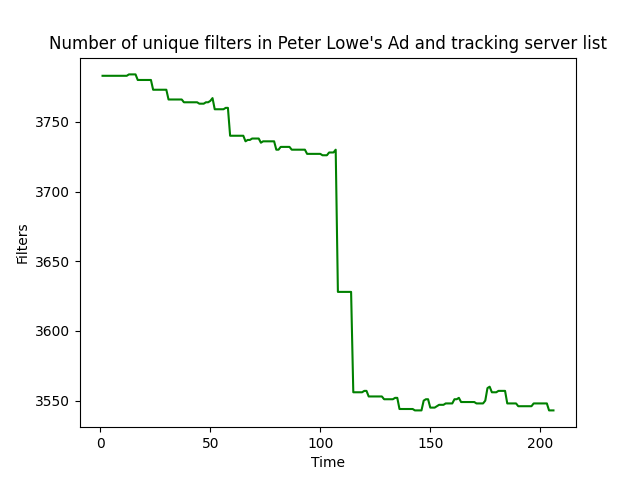 Number of unique filters in Peter Lowe's Ad and tracking server list
3750
3700
3650
3600
3550
Filters
0 50 100 150 200
Time